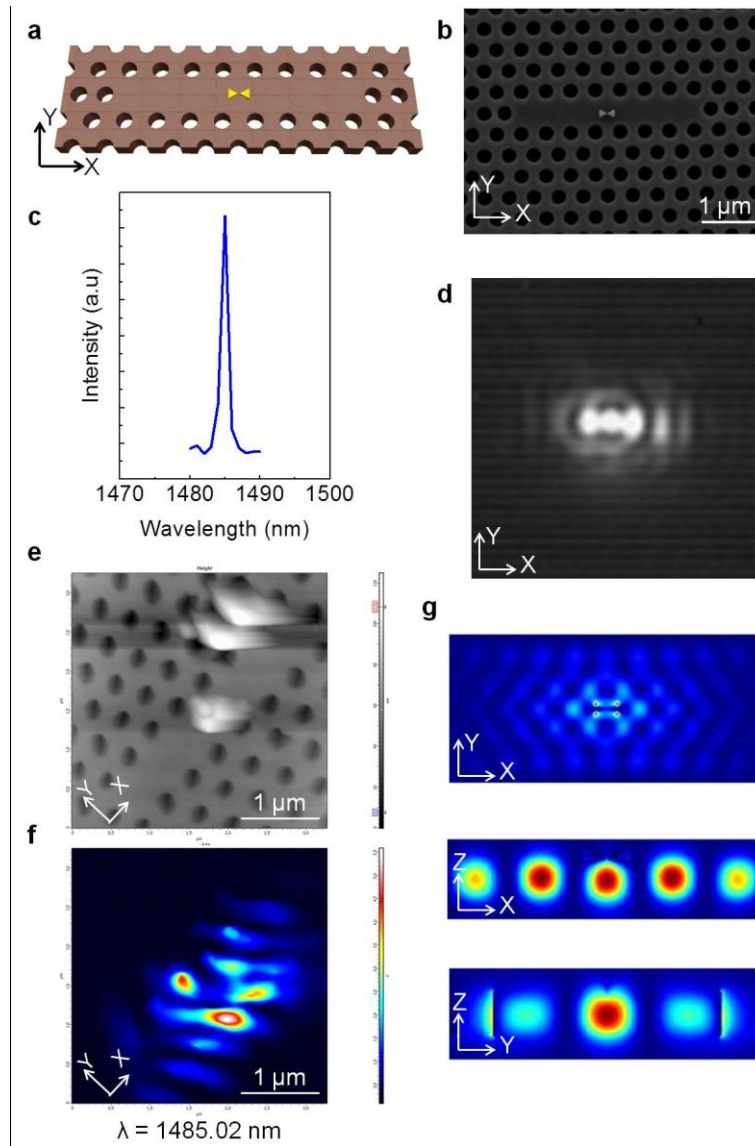 a
Y
X
b
Y
X
1 µm
c
Intensity (a.u)
1470 1480 1490 1500
Wavelength (nm)
d
Y
X
e
Height
Y
X
1 µm
f
Y
X
1 µm
λ = 1485.02 nm
g
Y
X
Z
X
Z
Y